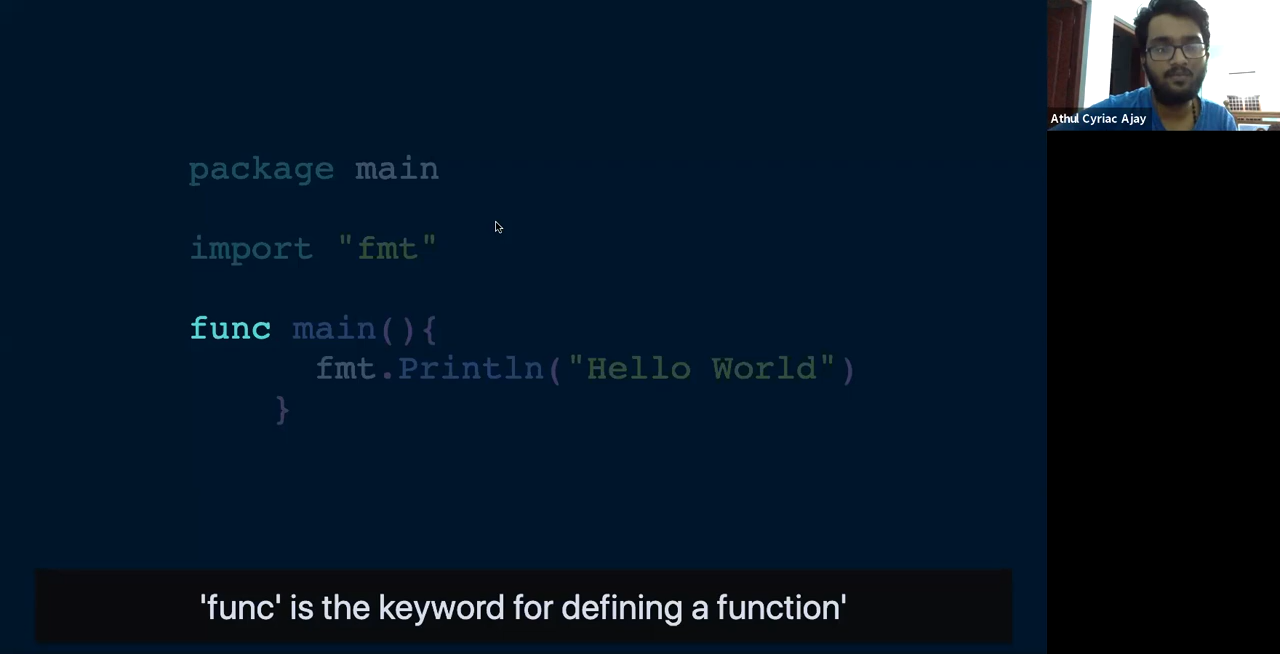 package main
import "fmt"
func main(){
fmt.Println("Hello World")
}
'func' is the keyword for defining a function'
Athul Cyriac Ajay